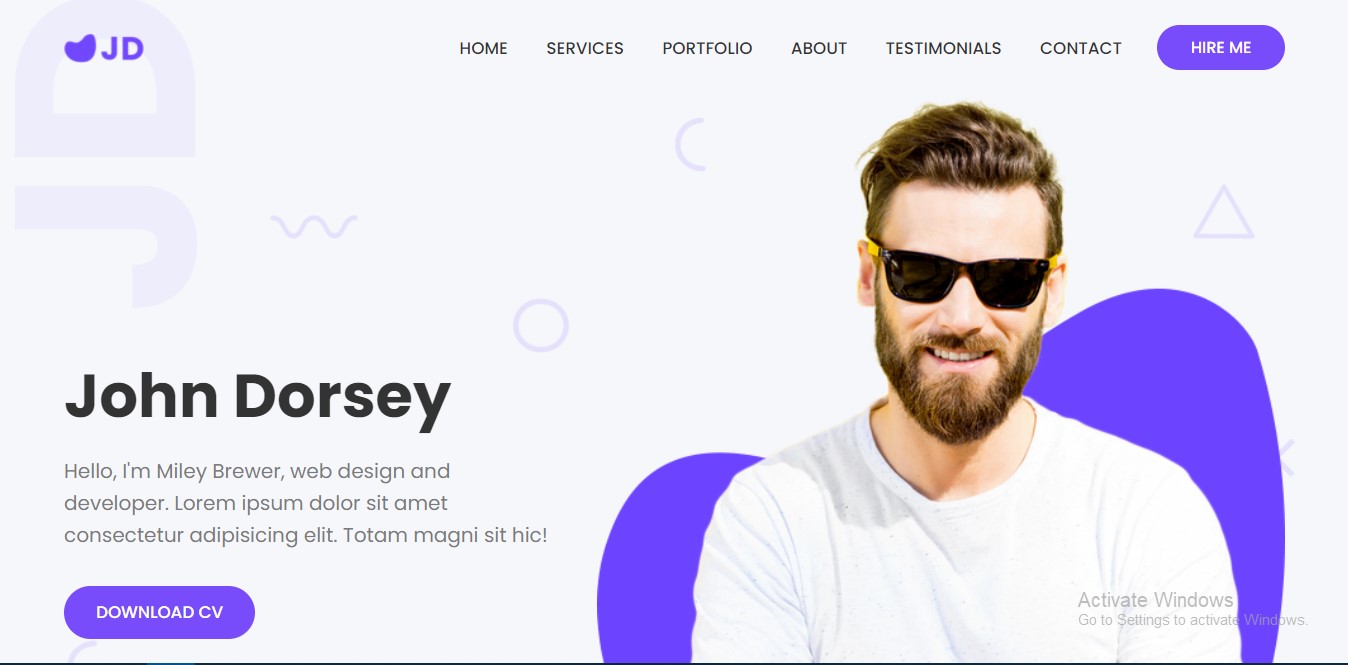 JD
JD
HOME SERVICES PORTFOLIO ABOUT TESTIMONIALS CONTACT HIRE ME
John Dorsey
Hello, I'm Miley Brewer, web design and
developer. Lorem ipsum dolor sit amet
consectetur adipisicing elit. Totam magni sit hic!
DOWNLOAD CV
Activate Windows
Go to Settings to activate Windows.